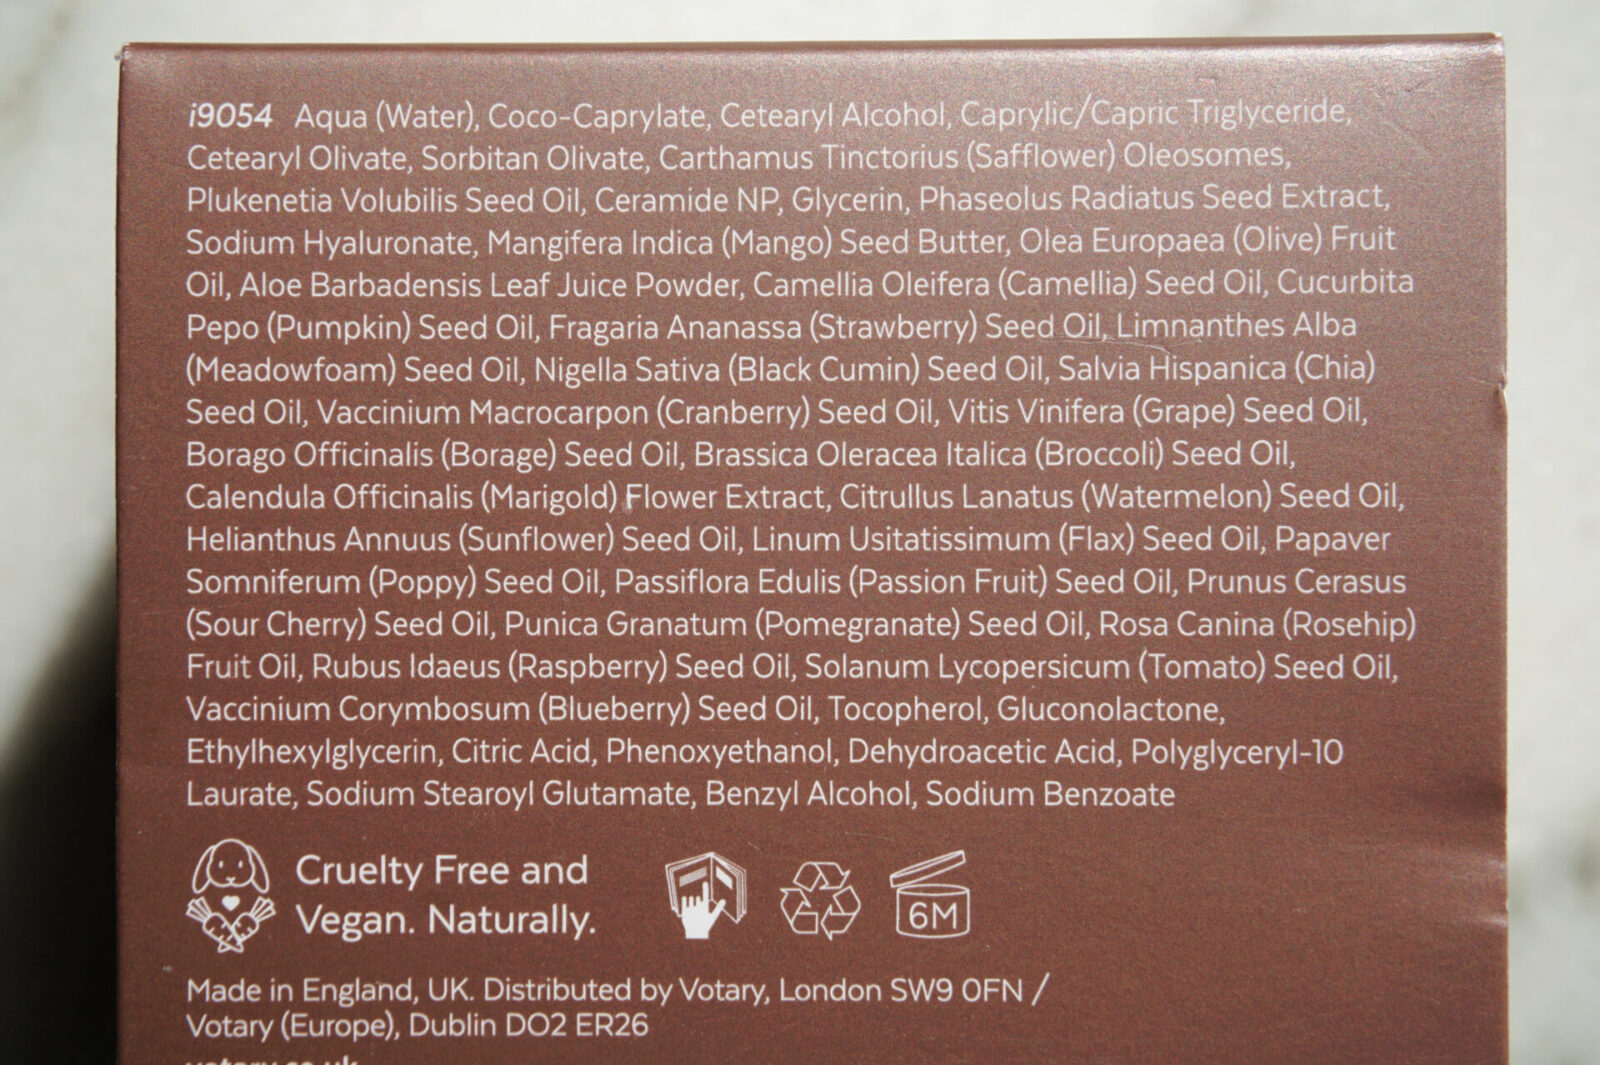 i9054 Aqua (Water), Coco-Caprylate, Cetearyl Alcohol, Caprylic/Capric Triglyceride,
Cetearyl Olivate, Sorbitan Olivate, Carthamus Tinctorius (Safflower) Oleosomes,
Plukenetia Volubilis Seed Oil, Ceramide NP, Glycerin, Phaseolus Radiatus Seed Extract,
Sodium Hyaluronate, Mangifera Indica (Mango) Seed Butter, Olea Europaea (Olive) Fruit
Oil, Aloe Barbadensis Leaf Juice Powder, Camellia Oleifera (Camellia) Seed Oil, Cucurbita
Pepo (Pumpkin) Seed Oil, Fragaria Ananassa (Strawberry) Seed Oil, Limnanthes Alba
(Meadowfoam) Seed Oil, Nigella Sativa (Black Cumin) Seed Oil, Salvia Hispanica (Chia)
Seed Oil, Vaccinium Macrocarpon (Cranberry) Seed Oil, Vitis Vinifera (Grape) Seed Oil,
Borago Officinalis (Borage) Seed Oil, Brassica Oleracea Italica (Broccoli) Seed Oil,
Calendula Officinalis (Marigold) Flower Extract, Citrullus Lanatus (Watermelon) Seed Oil,
Helianthus Annuus (Sunflower) Seed Oil, Linum Usitatissimum (Flax) Seed Oil, Papaver
Somniferum (Poppy) Seed Oil, Passiflora Edulis (Passion Fruit) Seed Oil, Prunus Cerasus
(Sour Cherry) Seed Oil, Punica Granatum (Pomegranate) Seed Oil, Rosa Canina (Rosehip)
Fruit Oil, Rubus Idaeus (Raspberry) Seed Oil, Solanum Lycopersicum (Tomato) Seed Oil,
Vaccinium Corymbosum (Blueberry) Seed Oil, Tocopherol, Gluconolactone,
Ethylhexylglycerin, Citric Acid, Phenoxyethanol, Dehydroacetic Acid, Polyglyceryl-10
Laurate, Sodium Stearoyl Glutamate, Benzyl Alcohol, Sodium Benzoate
Cruelty Free and
Vegan. Naturally.
6M
Made in England, UK. Distributed by Votary, London SW9 0FN /
Votary (Europe), Dublin DO2 ER26
votary.co.uk